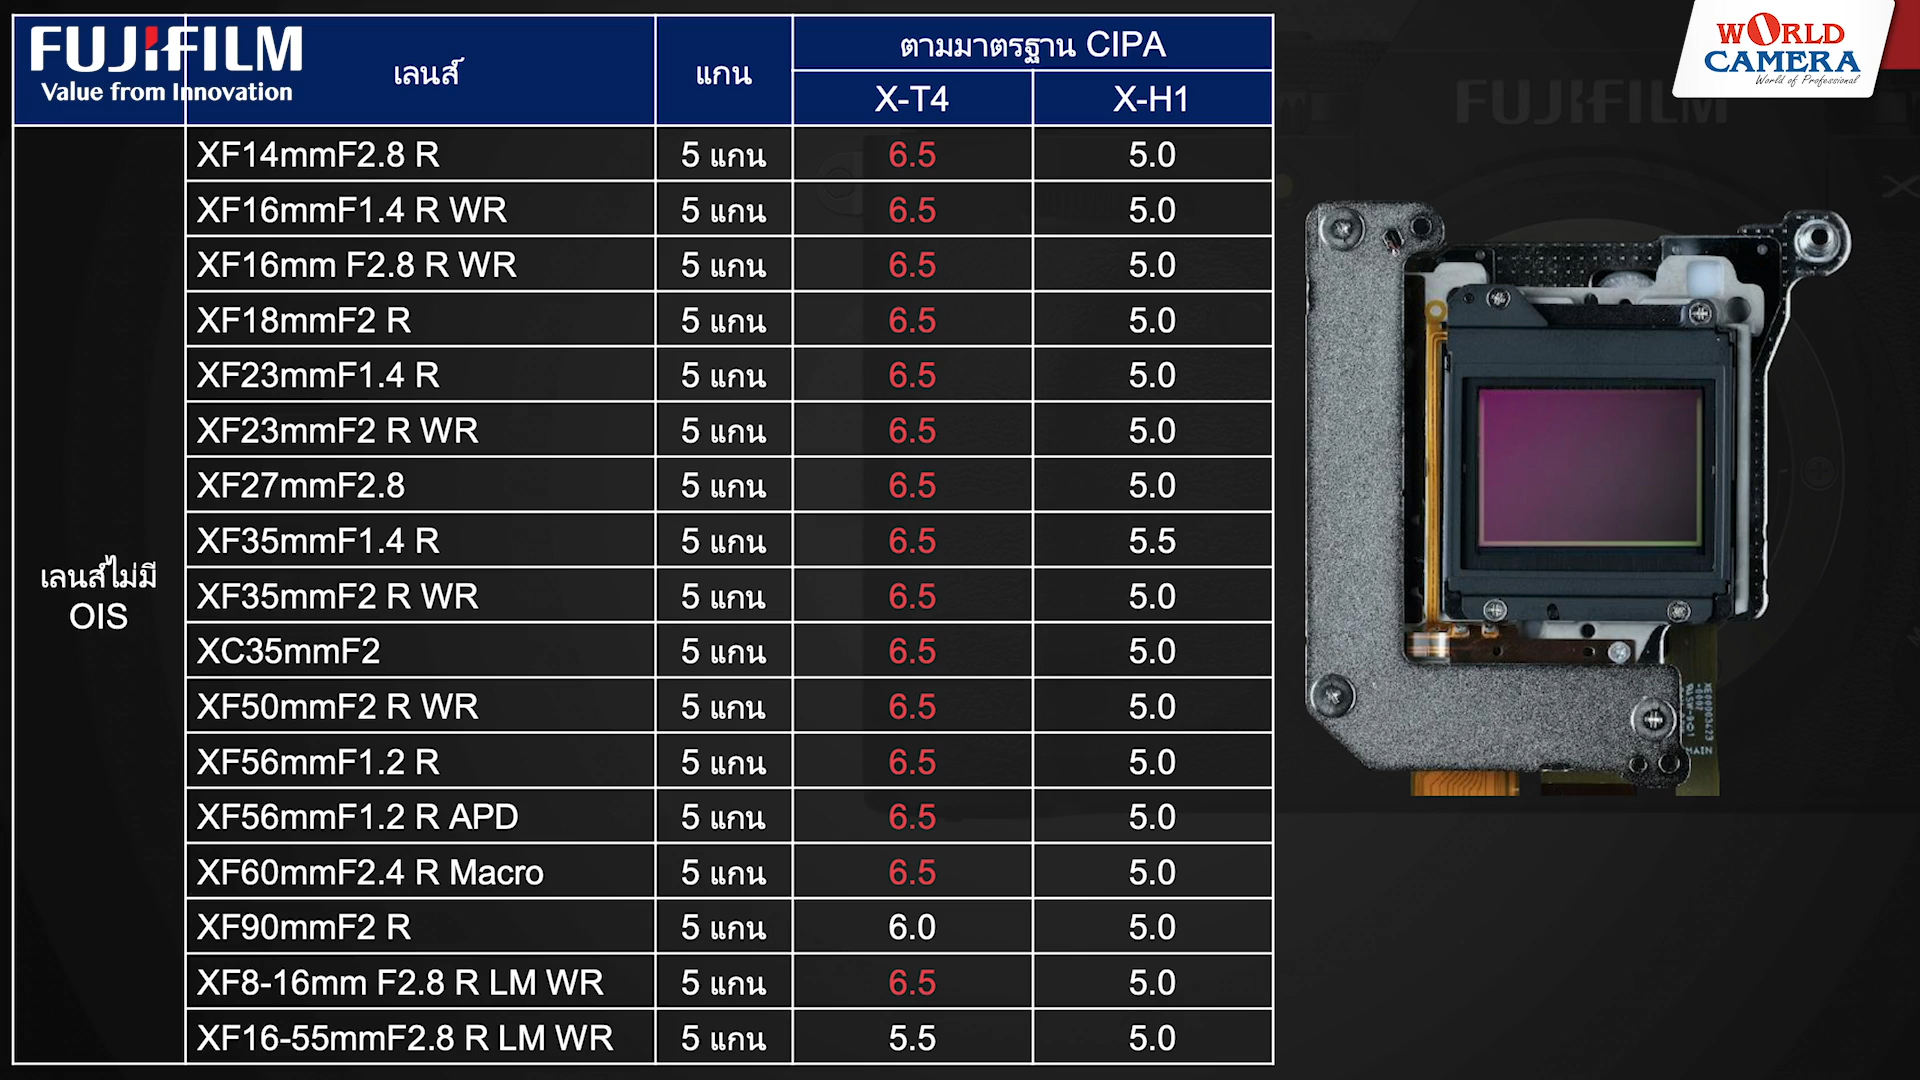 FUJIFILM
Value from Innovation
เลนส์ แกน ตามมาตรฐาน CIPA
X-T4 X-H1
WORLD
CAMERA
World of Professional
FUJIFILM
เลนส์ไม่มี
OIS
XF14mmF2.8 R 5 แกน 6.5 5.0
XF16mmF1.4 R WR 5 แกน 6.5 5.0
XF16mm F2.8 R WR 5 แกน 6.5 5.0
XF18mmF2 R 5 แกน 6.5 5.0
XF23mmF1.4 R 5 แกน 6.5 5.0
XF23mmF2 R WR 5 แกน 6.5 5.0
XF27mmF2.8 5 แกน 6.5 5.0
XF35mmF1.4 R 5 แกน 6.5 5.5
XF35mmF2 R WR 5 แกน 6.5 5.0
XC35mmF2 5 แกน 6.5 5.0
XF50mmF2 R WR 5 แกน 6.5 5.0
XF56mmF1.2 R 5 แกน 6.5 5.0
XF56mmF1.2 R APD 5 แกน 6.5 5.0
XF60mmF2.4 R Macro 5 แกน 6.5 5.0
XF90mmF2 R 5 แกน 6.0 5.0
XF8-16mm F2.8 R LM WR 5 แกน 6.5 5.0
XF16-55mmF2.8 R LM WR 5 แกน 5.5 5.0
MAIN